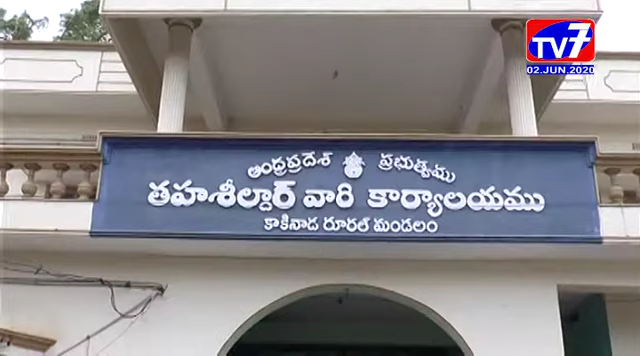 TV7
02.JUN.2020
ఆంధ్రప్రదేశ్ ప్రభుత్వము
తహశీల్దార్ వారి కార్యాలయము
కాకినాడ రూరల్ మండలం